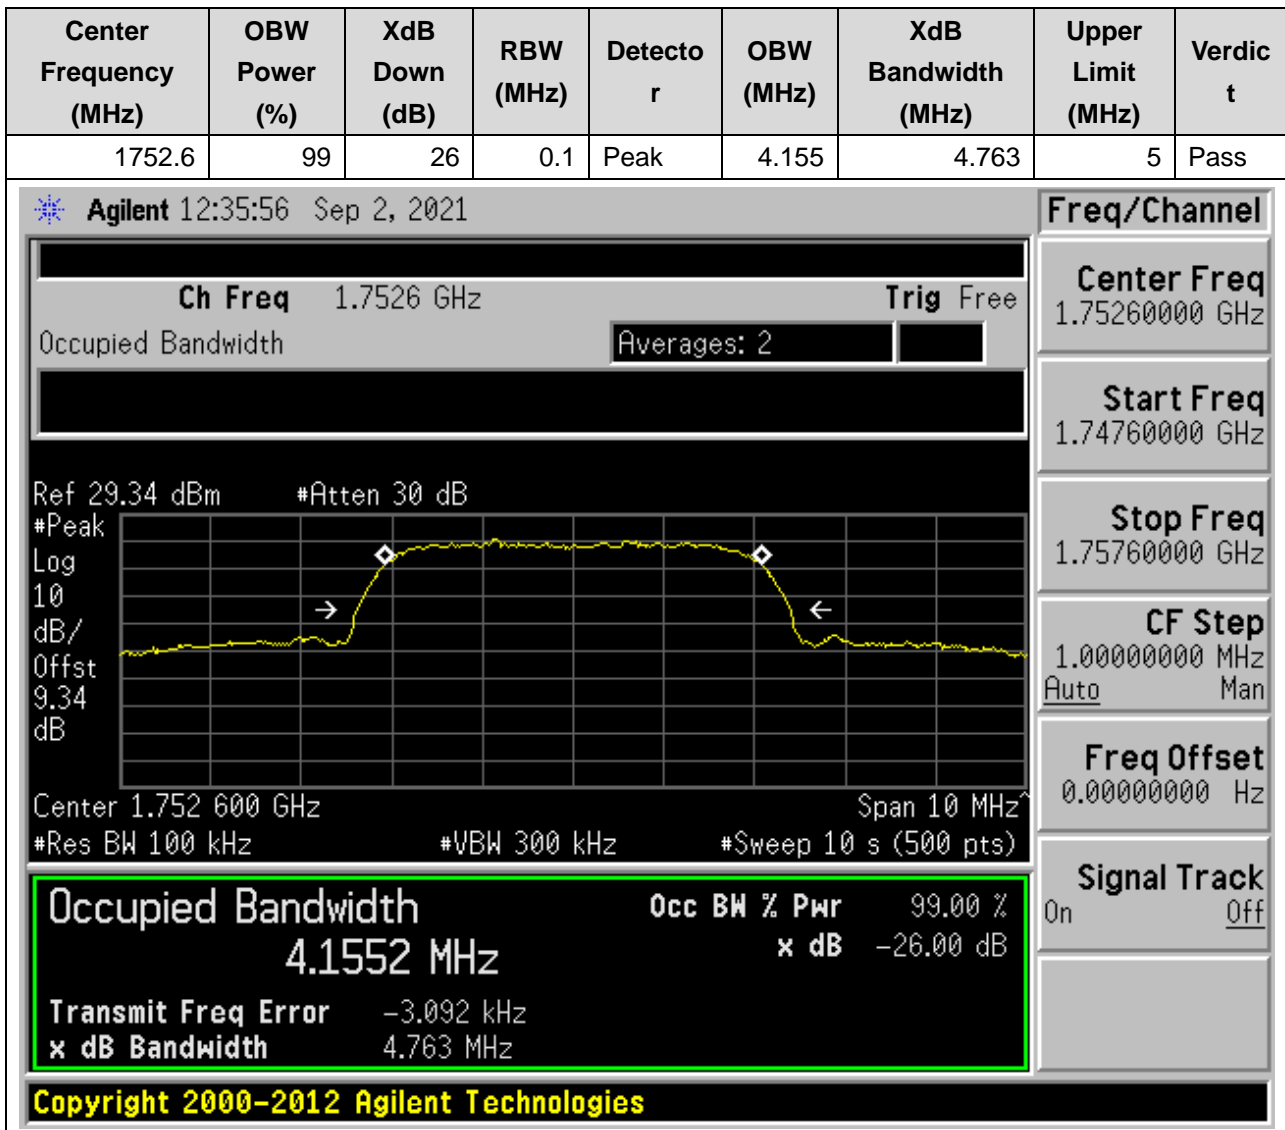 Center Frequency (MHz) OBW Power (%) XdB Down (dB) RBW (MHz) Detecto r OBW (MHz) XdB Bandwidth (MHz) Upper Limit (MHz) Verdic t
1752.6 99 26 0.1 Peak 4.155 4.763 5 Pass
Agilent 12:35:56 Sep 2, 2021
Ch Freq 1.7526 GHz Trig Free
Occupied Bandwidth Averages: 2
Ref 29.34 dBm #Atten 30 dB
#Peak
Log
10
dB/
Offst
9.34
dB
Center 1.752 600 GHz Span 10 MHz^
#Res BW 100 kHz #VBW 300 kHz #Sweep 10 s (500 pts)
Occupied Bandwidth Occ BW % Pwr 99.00 %
4.1552 MHz x dB -26.00 dB
Transmit Freq Error -3.092 kHz
x dB Bandwidth 4.763 MHz
Copyright 2000-2012 Agilent Technologies
Freq/Channel
Center Freq
1.75260000 GHz
Start Freq
1.74760000 GHz
Stop Freq
1.75760000 GHz
CF Step
1.00000000 MHz
Auto Man
Freq Offset
0.00000000 Hz
Signal Track
On Off